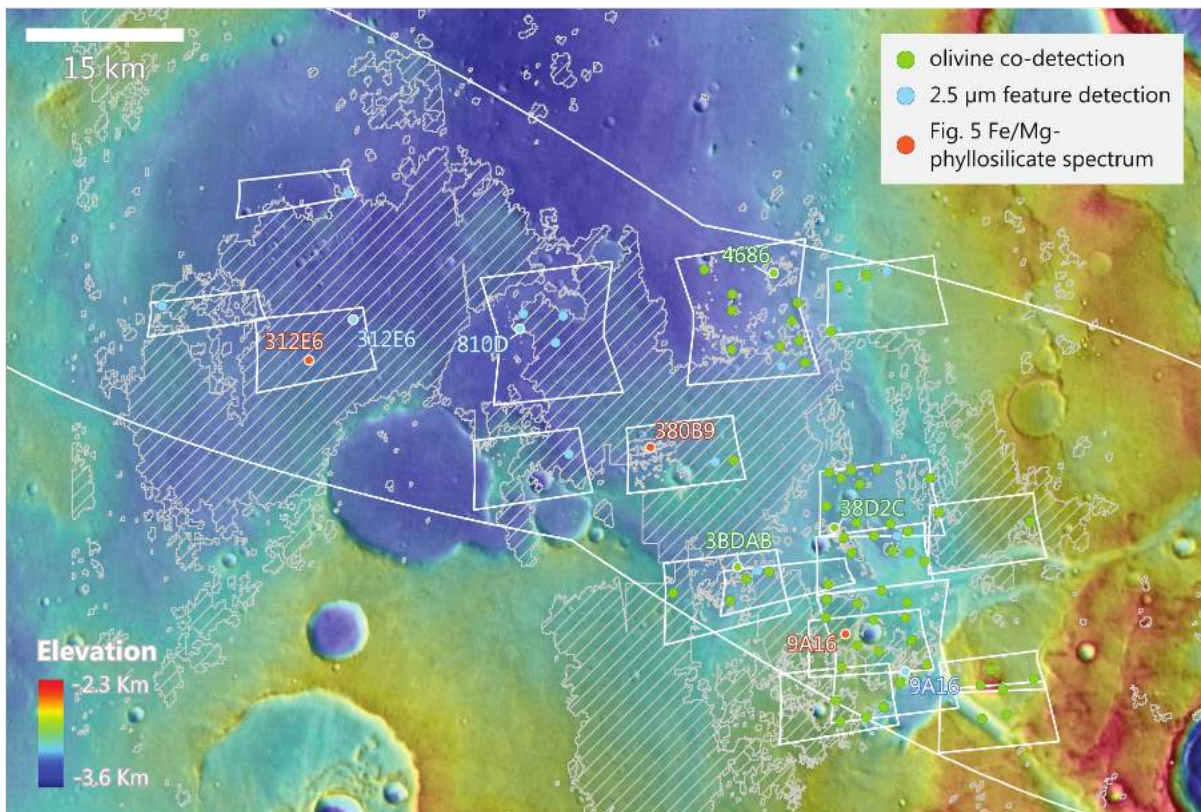 15 km
olivine co-detection
2.5 µm feature detection
Fig. 5 Fe/Mg-
phyllosilicate spectrum
4686
312E6
312E6
810D
380B9
38D2C
3BDAB
9A16
9A16
Elevation
-2.3 Km
-3.6 Km